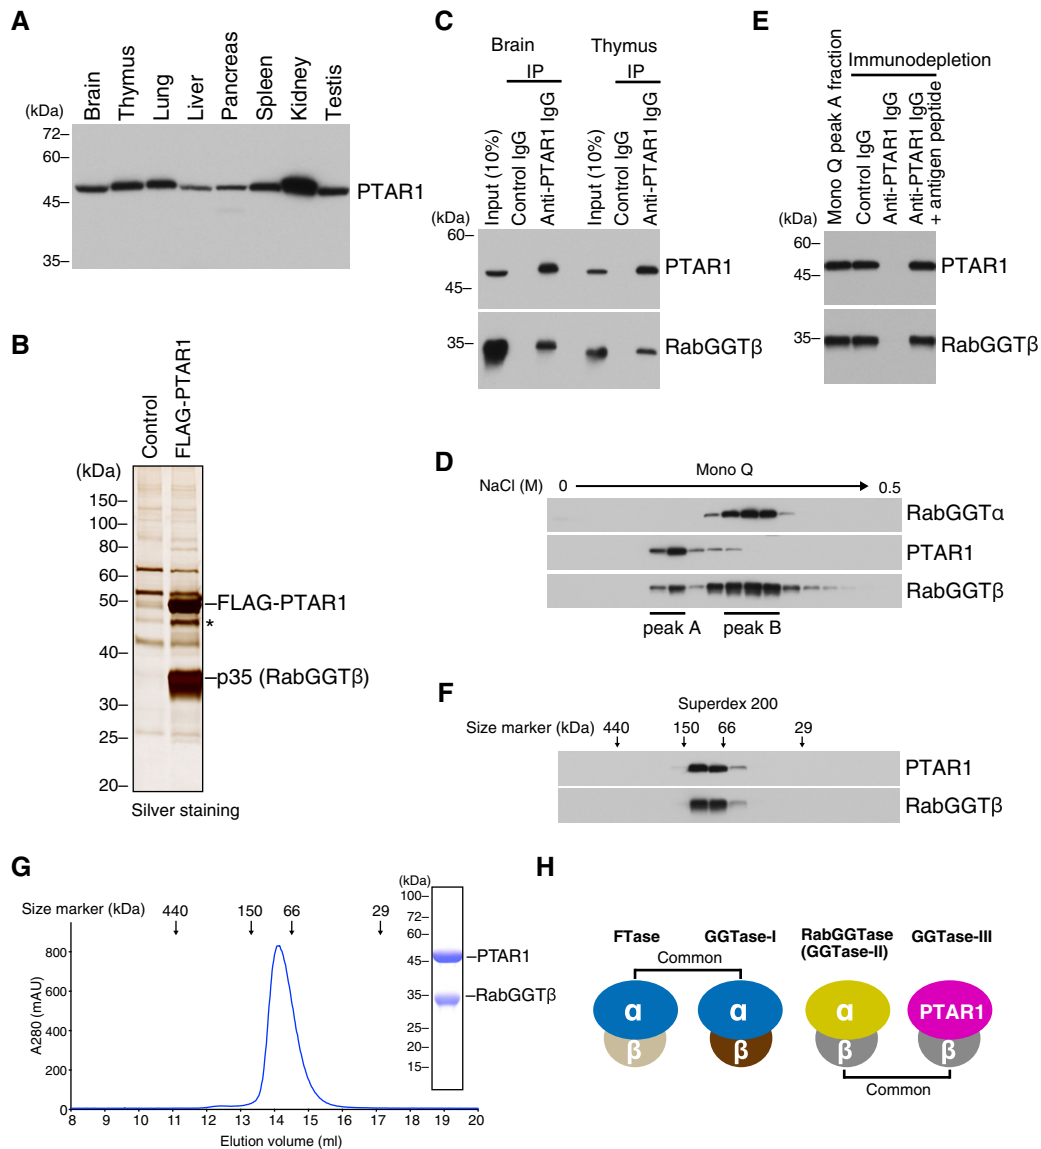 A
Brain
Thymus
Lung
Liver
Pancreas
Spleen
Kidney
Testis
(kDa)
72–
60–
45–
35–
PTAR1
B
Control
FLAG-PTAR1
(kDa)
150–
100–
80–
60–
50–
40–
30–
25–
20–
–FLAG-PTAR1
*
–p35 (RabGGTβ)
Silver staining
C
Brain
Thymus
IP
IP
Input (10%)
Control IgG
Anti-PTAR1 IgG
Input (10%)
Control IgG
Anti-PTAR1 IgG
(kDa)
60–
45–
35–
PTAR1
RabGGTβ
D
Mono Q
NaCl (M)
0
0.5
RabGGTα
PTAR1
RabGGTβ
peak A
peak B
E
Immunodepletion
Mono Q peak A fraction
Control IgG
Anti-PTAR1 IgG
Anti-PTAR1 IgG
+ antigen peptide
(kDa)
60–
45–
35–
PTAR1
RabGGTβ
F
Superdex 200
Size marker (kDa)
440
150
66
29
PTAR1
RabGGTβ
G
Size marker (kDa)
440
150
66
29
A280 (mAU)
800
600
400
200
0
8 9 10 11 12 13 14 15 16 17 18 19 20
Elution volume (ml)
(kDa)
100–
72–
60–
45–
35–
25–
20–
15–
–PTAR1
–RabGGTβ
H
FTase
GGTase-I
RabGGTase
(GGTase-II)
GGTase-III
Common
α
α
α
PTAR1
β
β
β
β
Common